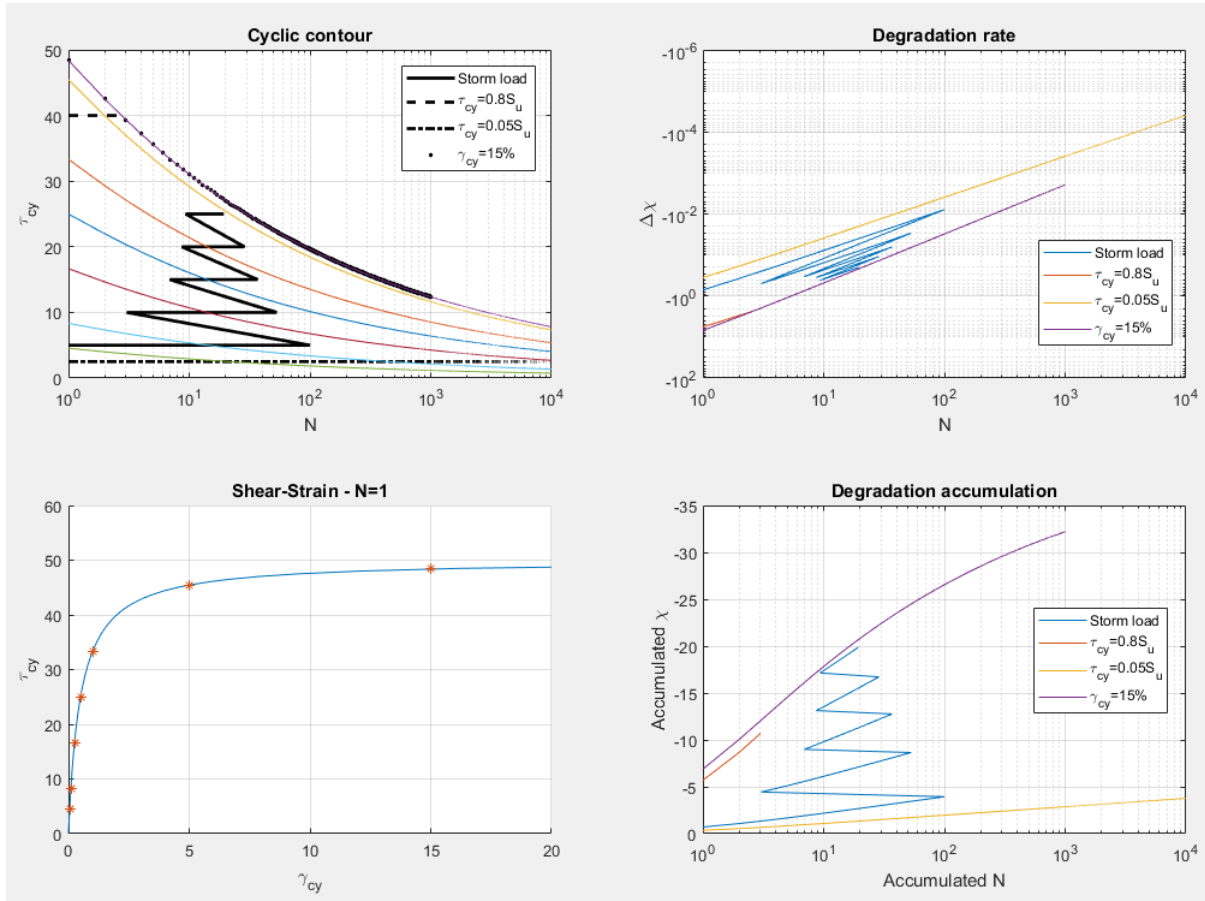 Cyclic contour
50
40
30
20
10
0
τcy
10^0
10^1
10^2
10^3
10^4
N
Storm load
τcy=0.8Su
τcy=0.05Su
γcy=15%
Degradation rate
-10^-6
-10^-4
-10^-2
-10^0
-10^2
Δχ
10^0
10^1
10^2
10^3
10^4
N
Storm load
τcy=0.8Su
τcy=0.05Su
γcy=15%
Shear-Strain - N=1
60
50
40
30
20
10
0
τcy
0
5
10
15
20
γcy
Degradation accumulation
-35
-30
-25
-20
-15
-10
-5
0
Accumulated χ
10^0
10^1
10^2
10^3
10^4
Accumulated N
Storm load
τcy=0.8Su
τcy=0.05Su
γcy=15%